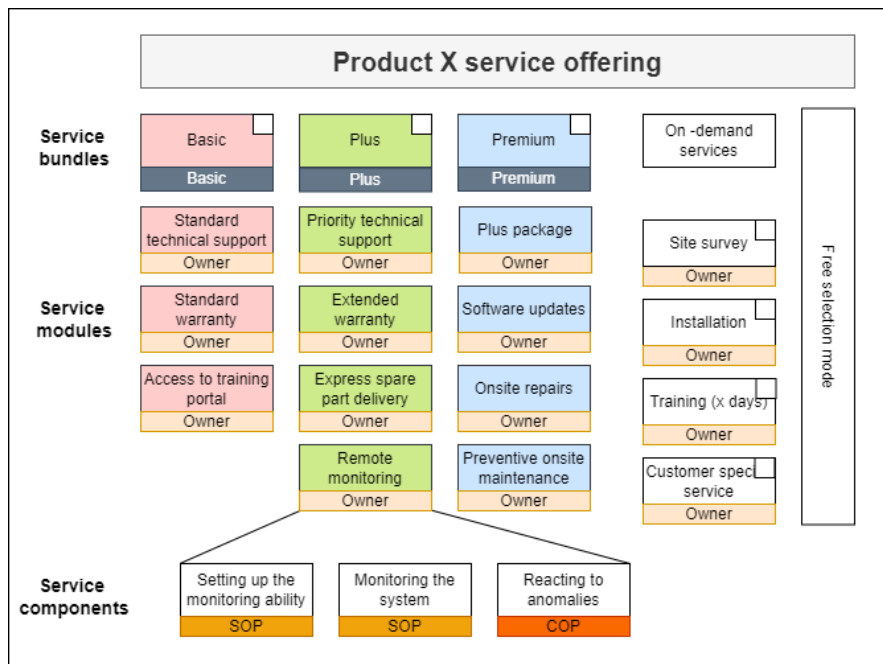 Product X service offering
Service
bundles
Basic
Basic
Plus
Plus
Premium
Premium
On -demand
services
Free selection mode
Service
modules
Standard
technical support
Owner
Priority technical
support
Owner
Plus package
Owner
Site survey
Owner
Standard
warranty
Owner
Extended
warranty
Owner
Software updates
Owner
Installation
Owner
Access to training
portal
Owner
Express spare
part delivery
Owner
Onsite repairs
Owner
Training (x days)
Owner
Remote
monitoring
Owner
Preventive onsite
maintenance
Owner
Customer speci
service
Owner
Service
components
Setting up the
monitoring ability
SOP
Monitoring the
system
SOP
Reacting to
anomalies
COP